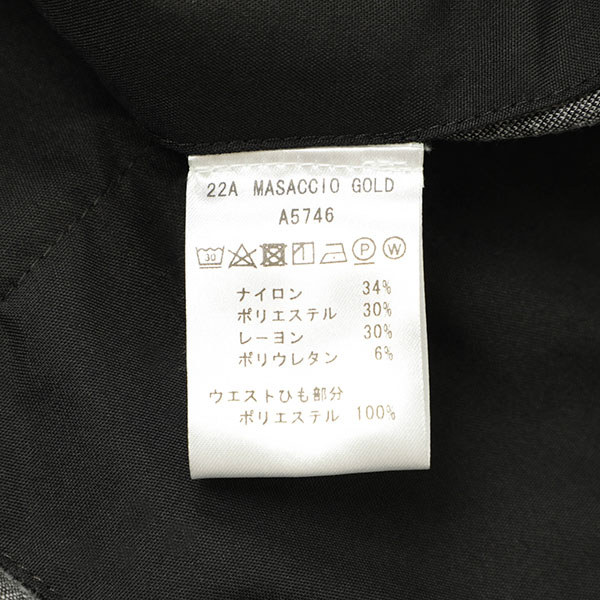 22A MASACCIO GOLD
A5746
30 P W
ナイロン 34%
ポリエステル 30%
レーヨン 30%
ポリウレタン 6%
ウエストひも部分
ポリエステル 100%